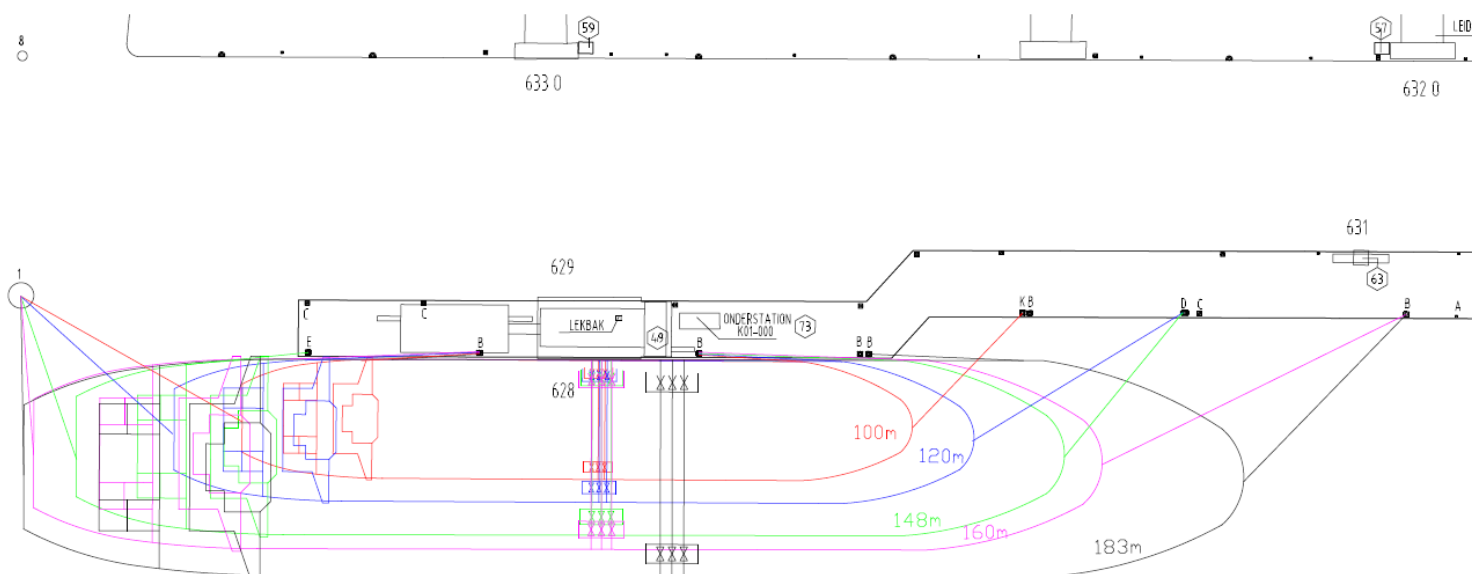 8
59
57
LEID
633 0
632 0
631
63
1
629
C
C
LEKBAK
49
ONDERSTATION
K01-000
73
K B
D
C
B
A
E
B
B
B B
628
100m
120m
148m
160m
183m